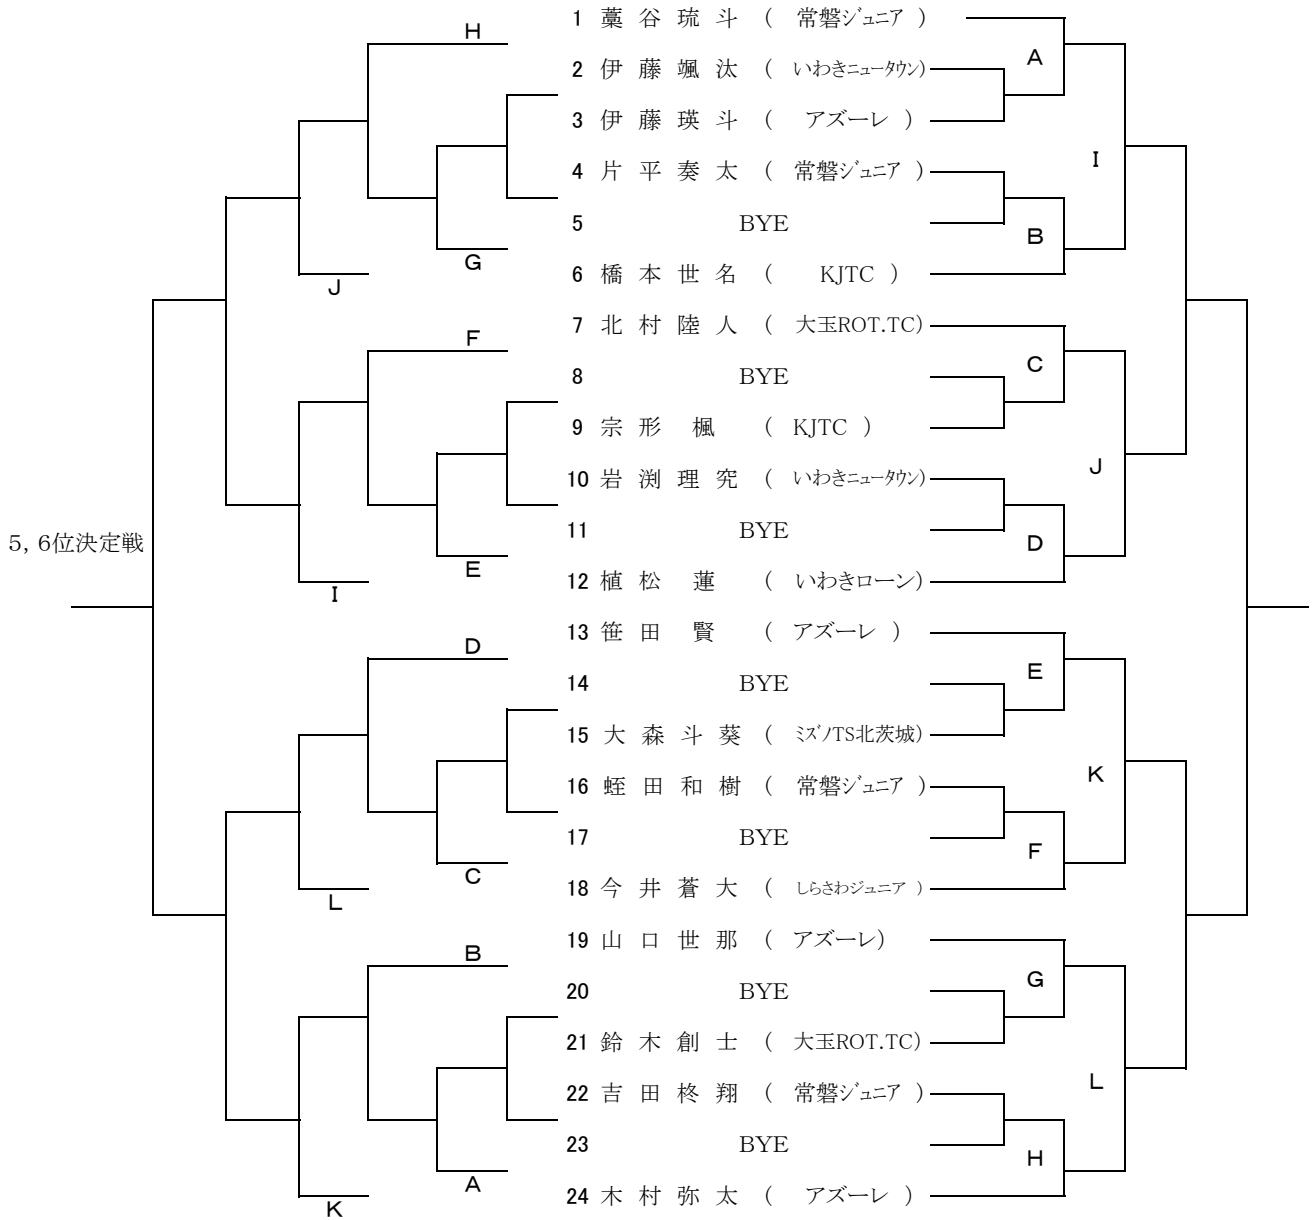 1 藁谷琉斗 ( 常磐ジュニア )
H
A
2 伊藤颯汰 ( いわきニュータウン)
3 伊藤瑛斗 ( アズーレ )
I
4 片平奏太 ( 常磐ジュニア )
5 BYE
B
G
6 橋本世名 ( KJTC )
J
7 北村陸人 ( 大玉ROT.TC)
F
C
8 BYE
9 宗形 楓 ( KJTC )
J
10 岩渕理究 ( いわきニュータウン)
11 BYE
5, 6位決定戦
D
E
12 植松 蓮 ( いわきローン)
I
13 笹田 賢 ( アズーレ )
D
E
14 BYE
15 大森斗葵 ( ミズノTS北茨城)
K
16 蛭田和樹 ( 常磐ジュニア )
17 BYE
F
C
18 今井蒼大 ( しらさわジュニア )
L
19 山口世那 ( アズーレ)
B
G
20 BYE
21 鈴木創士 ( 大玉ROT.TC)
L
22 吉田柊翔 ( 常磐ジュニア )
23 BYE
H
A
24 木村弥太 ( アズーレ )
K